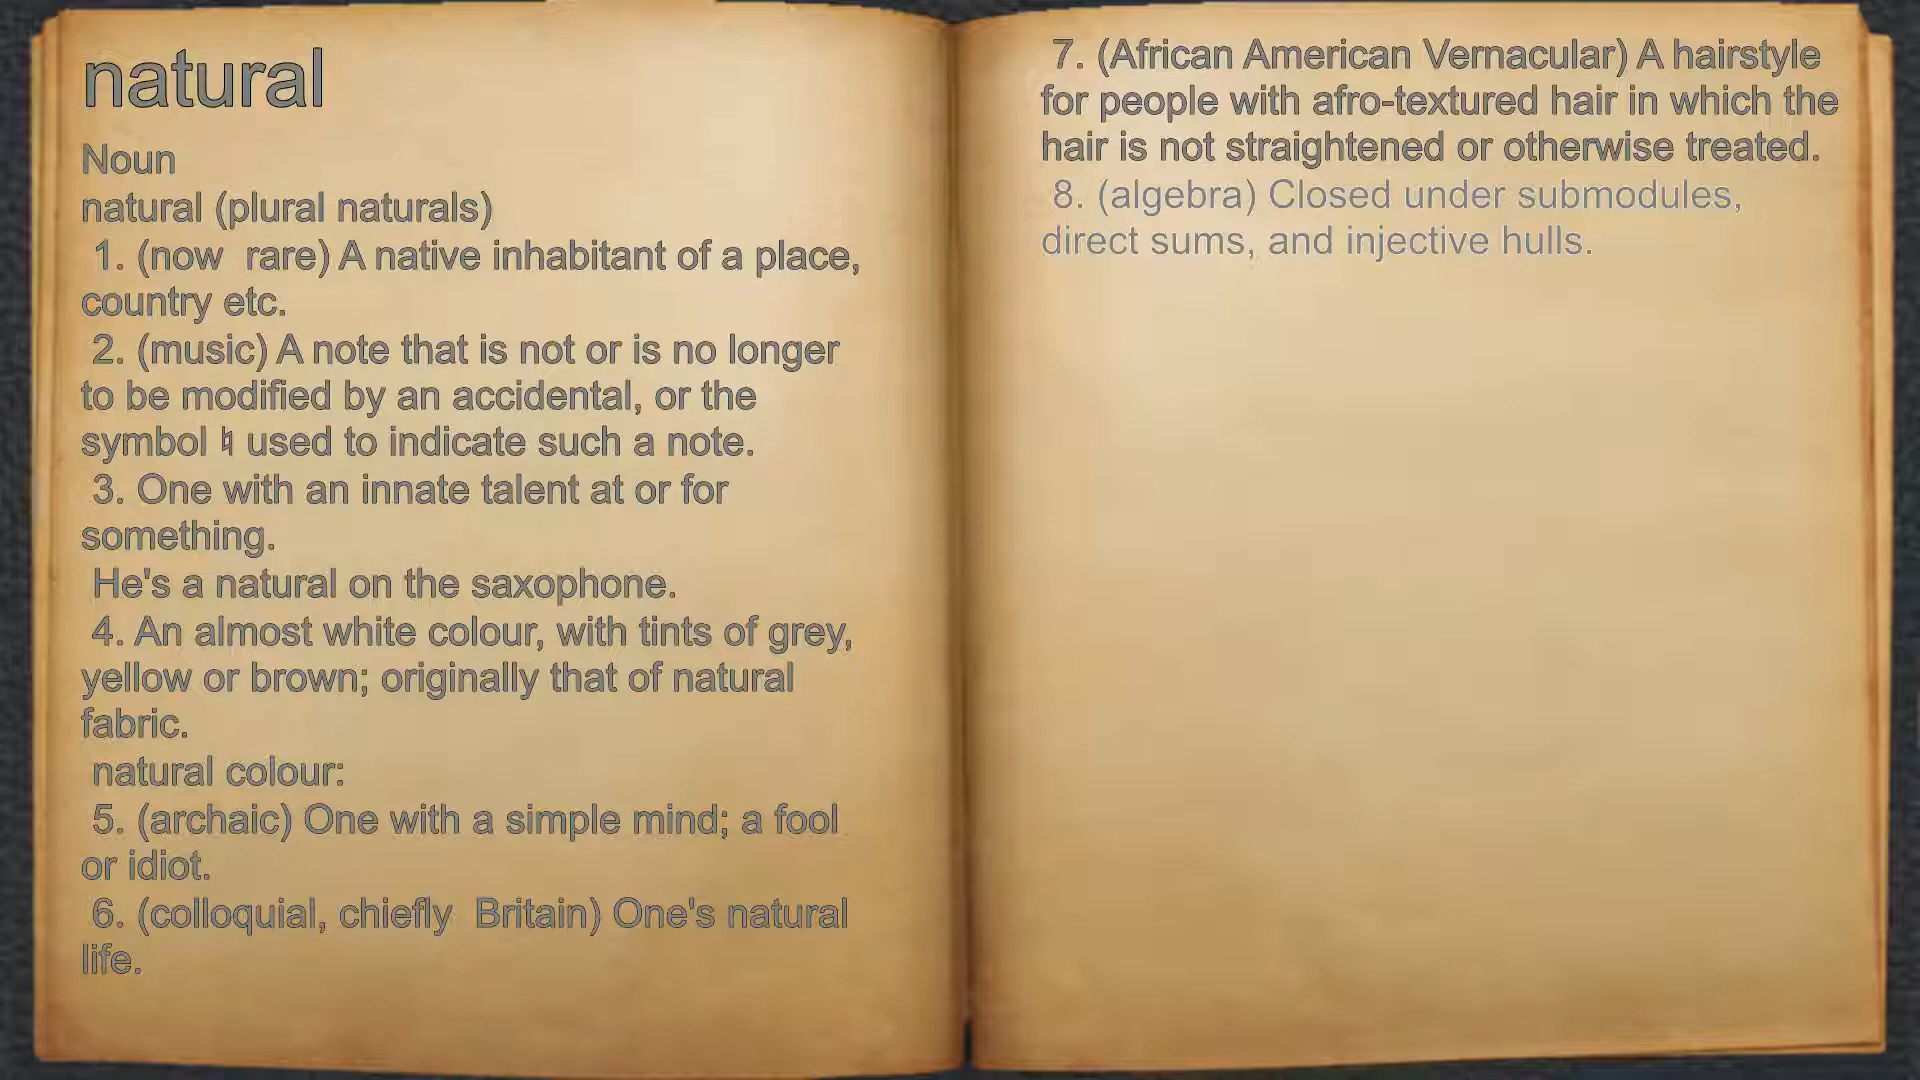 natural
Noun
natural (plural naturals)
1. (now rare) A native inhabitant of a place,
country etc.
2. (music) A note that is not or is no longer
to be modified by an accidental, or the
symbol ♮ used to indicate such a note.
3. One with an innate talent at or for
something.
He's a natural on the saxophone.
4. An almost white colour, with tints of grey,
yellow or brown; originally that of natural
fabric.
natural colour:
5. (archaic) One with a simple mind; a fool
or idiot.
6. (colloquial, chiefly Britain) One's natural
life.
7. (African American Vernacular) A hairstyle
for people with afro-textured hair in which the
hair is not straightened or otherwise treated.
8. (algebra) Closed under submodules,
direct sums, and injective hulls.